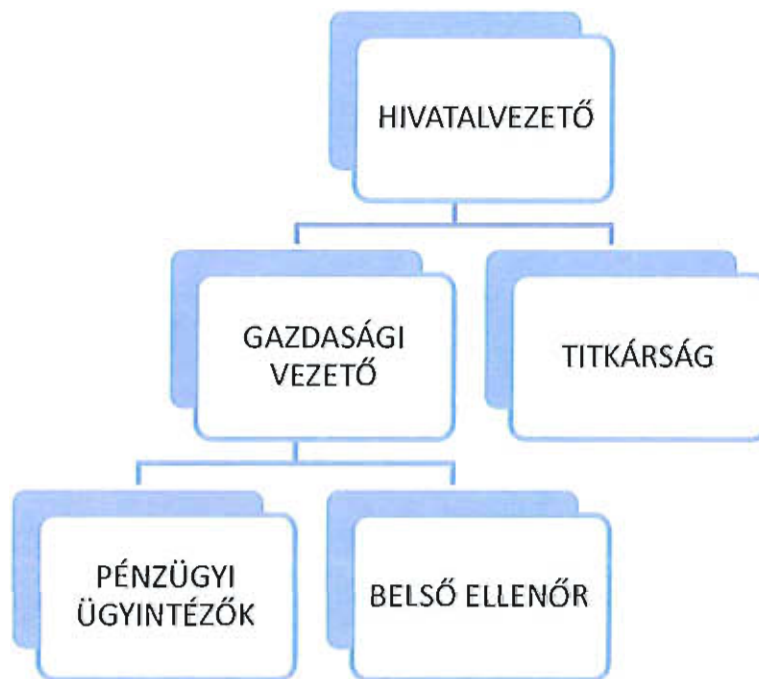 HIVATALVEZETŐ
GAZDASÁGI
VEZETŐ
TITKÁRSÁG
PÉNZÜGYI
ÜGYINTÉZŐK
BELSŐ ELLENŐR